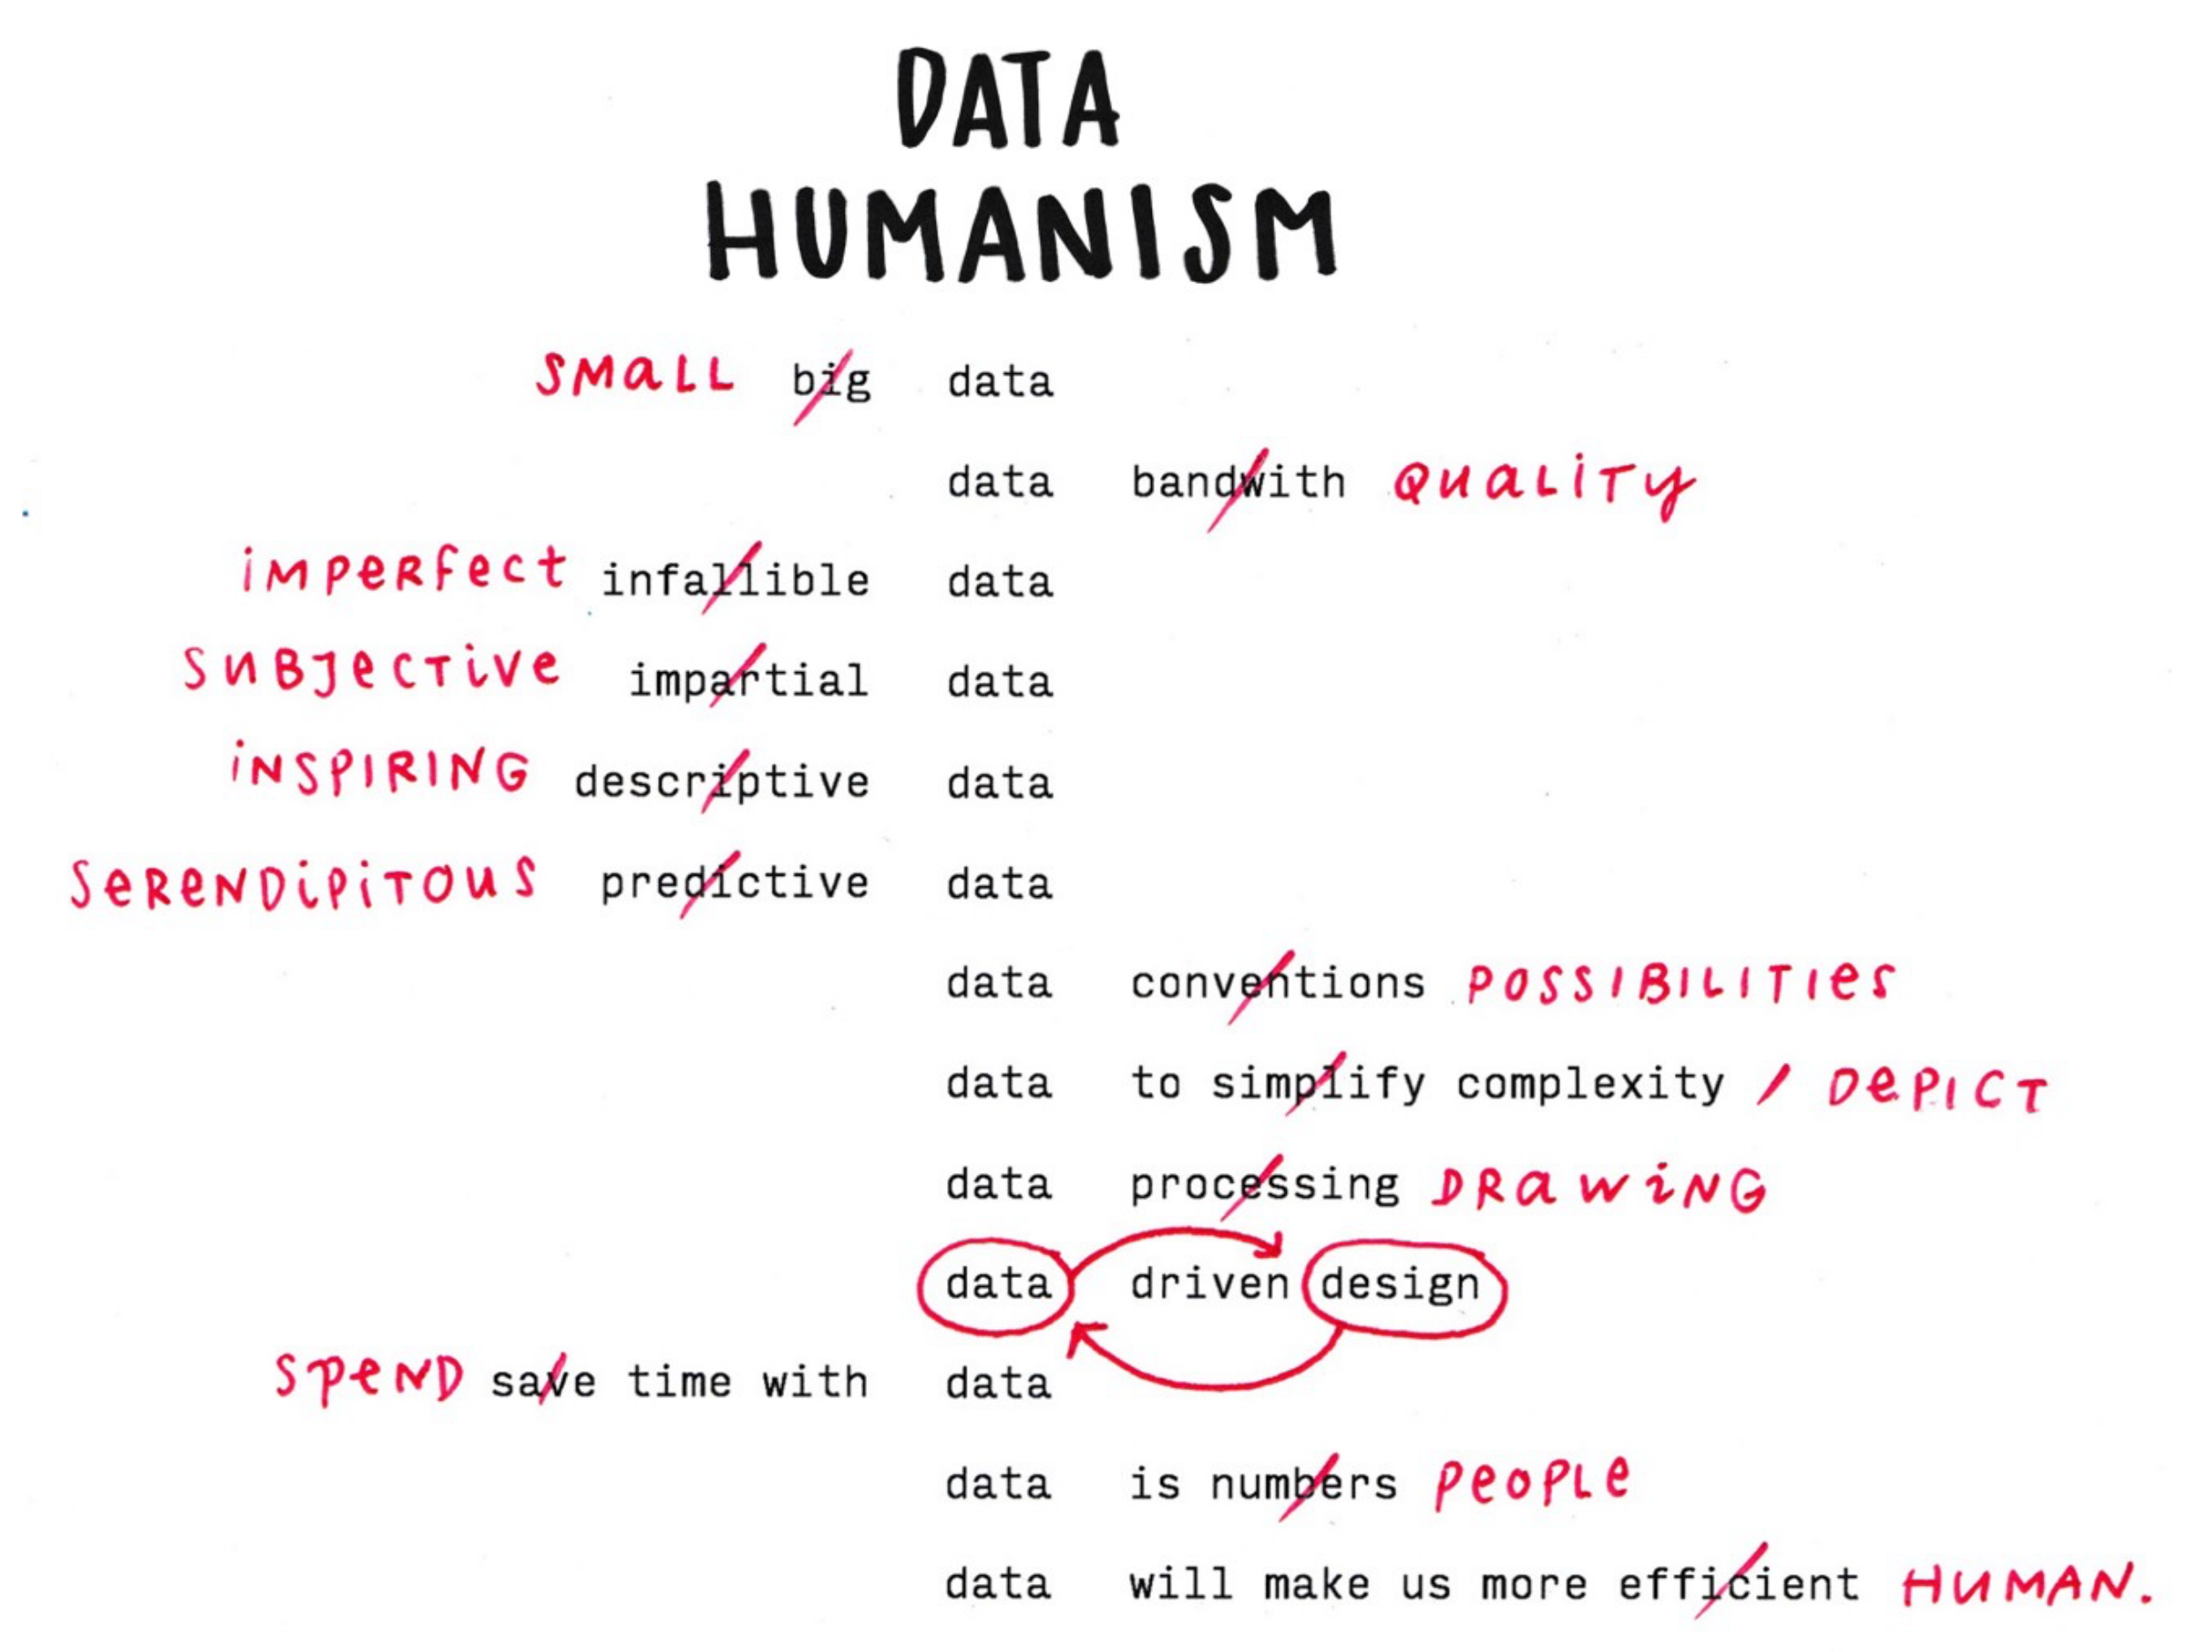 DATA
HUMANISM
SMALL big data
data bandwith QUALITY
IMPERFECT infallible data
SUBJECTIVE impartial data
INSPIRING descriptive data
SERENDIPITOUS predictive data
data conventions POSSIBILITIES
data to simplify complexity / DEPICT
data processing DRAWING
data driven design
SPEND save time with data
data is numbers PEOPLE
data will make us more efficient HUMAN.